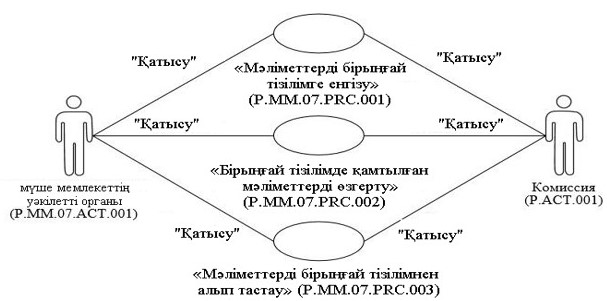 "Қатысу"
"Қатысу"
«Мәліметтерді бірыңғай
тізілімге енгізу»
(P.MM.07.PRC.001)
"Қатысу"
"Қатысу"
«Бірыңғай тізілімде қамтылған
мәліметтерді өзгерту»
(P.MM.07.PRC.002)
мүше мемлекеттің
уәкілетті органы
(P.MM.07.ACT.001)
Комиссия
(P.ACT.001)
"Қатысу"
"Қатысу"
«Мәліметтерді бірыңғай тізілімнен
алып тастау» (P.MM.07.PRC.003)